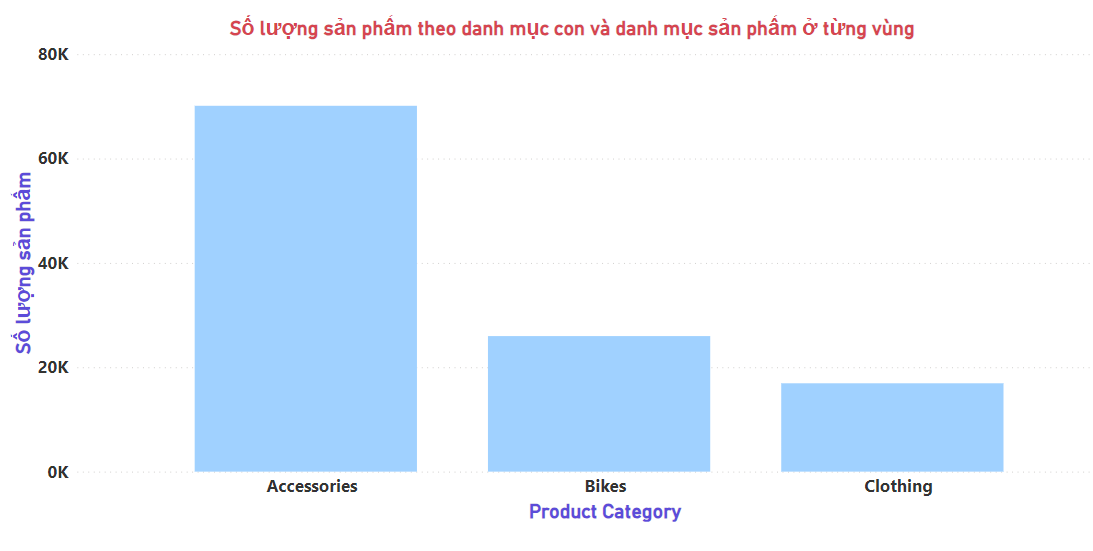 Số lượng sản phẩm theo danh mục con và danh mục sản phẩm ở từng vùng
80K
60K
40K
20K
0K
Số lượng sản phẩm
Accessories
Bikes
Clothing
Product Category